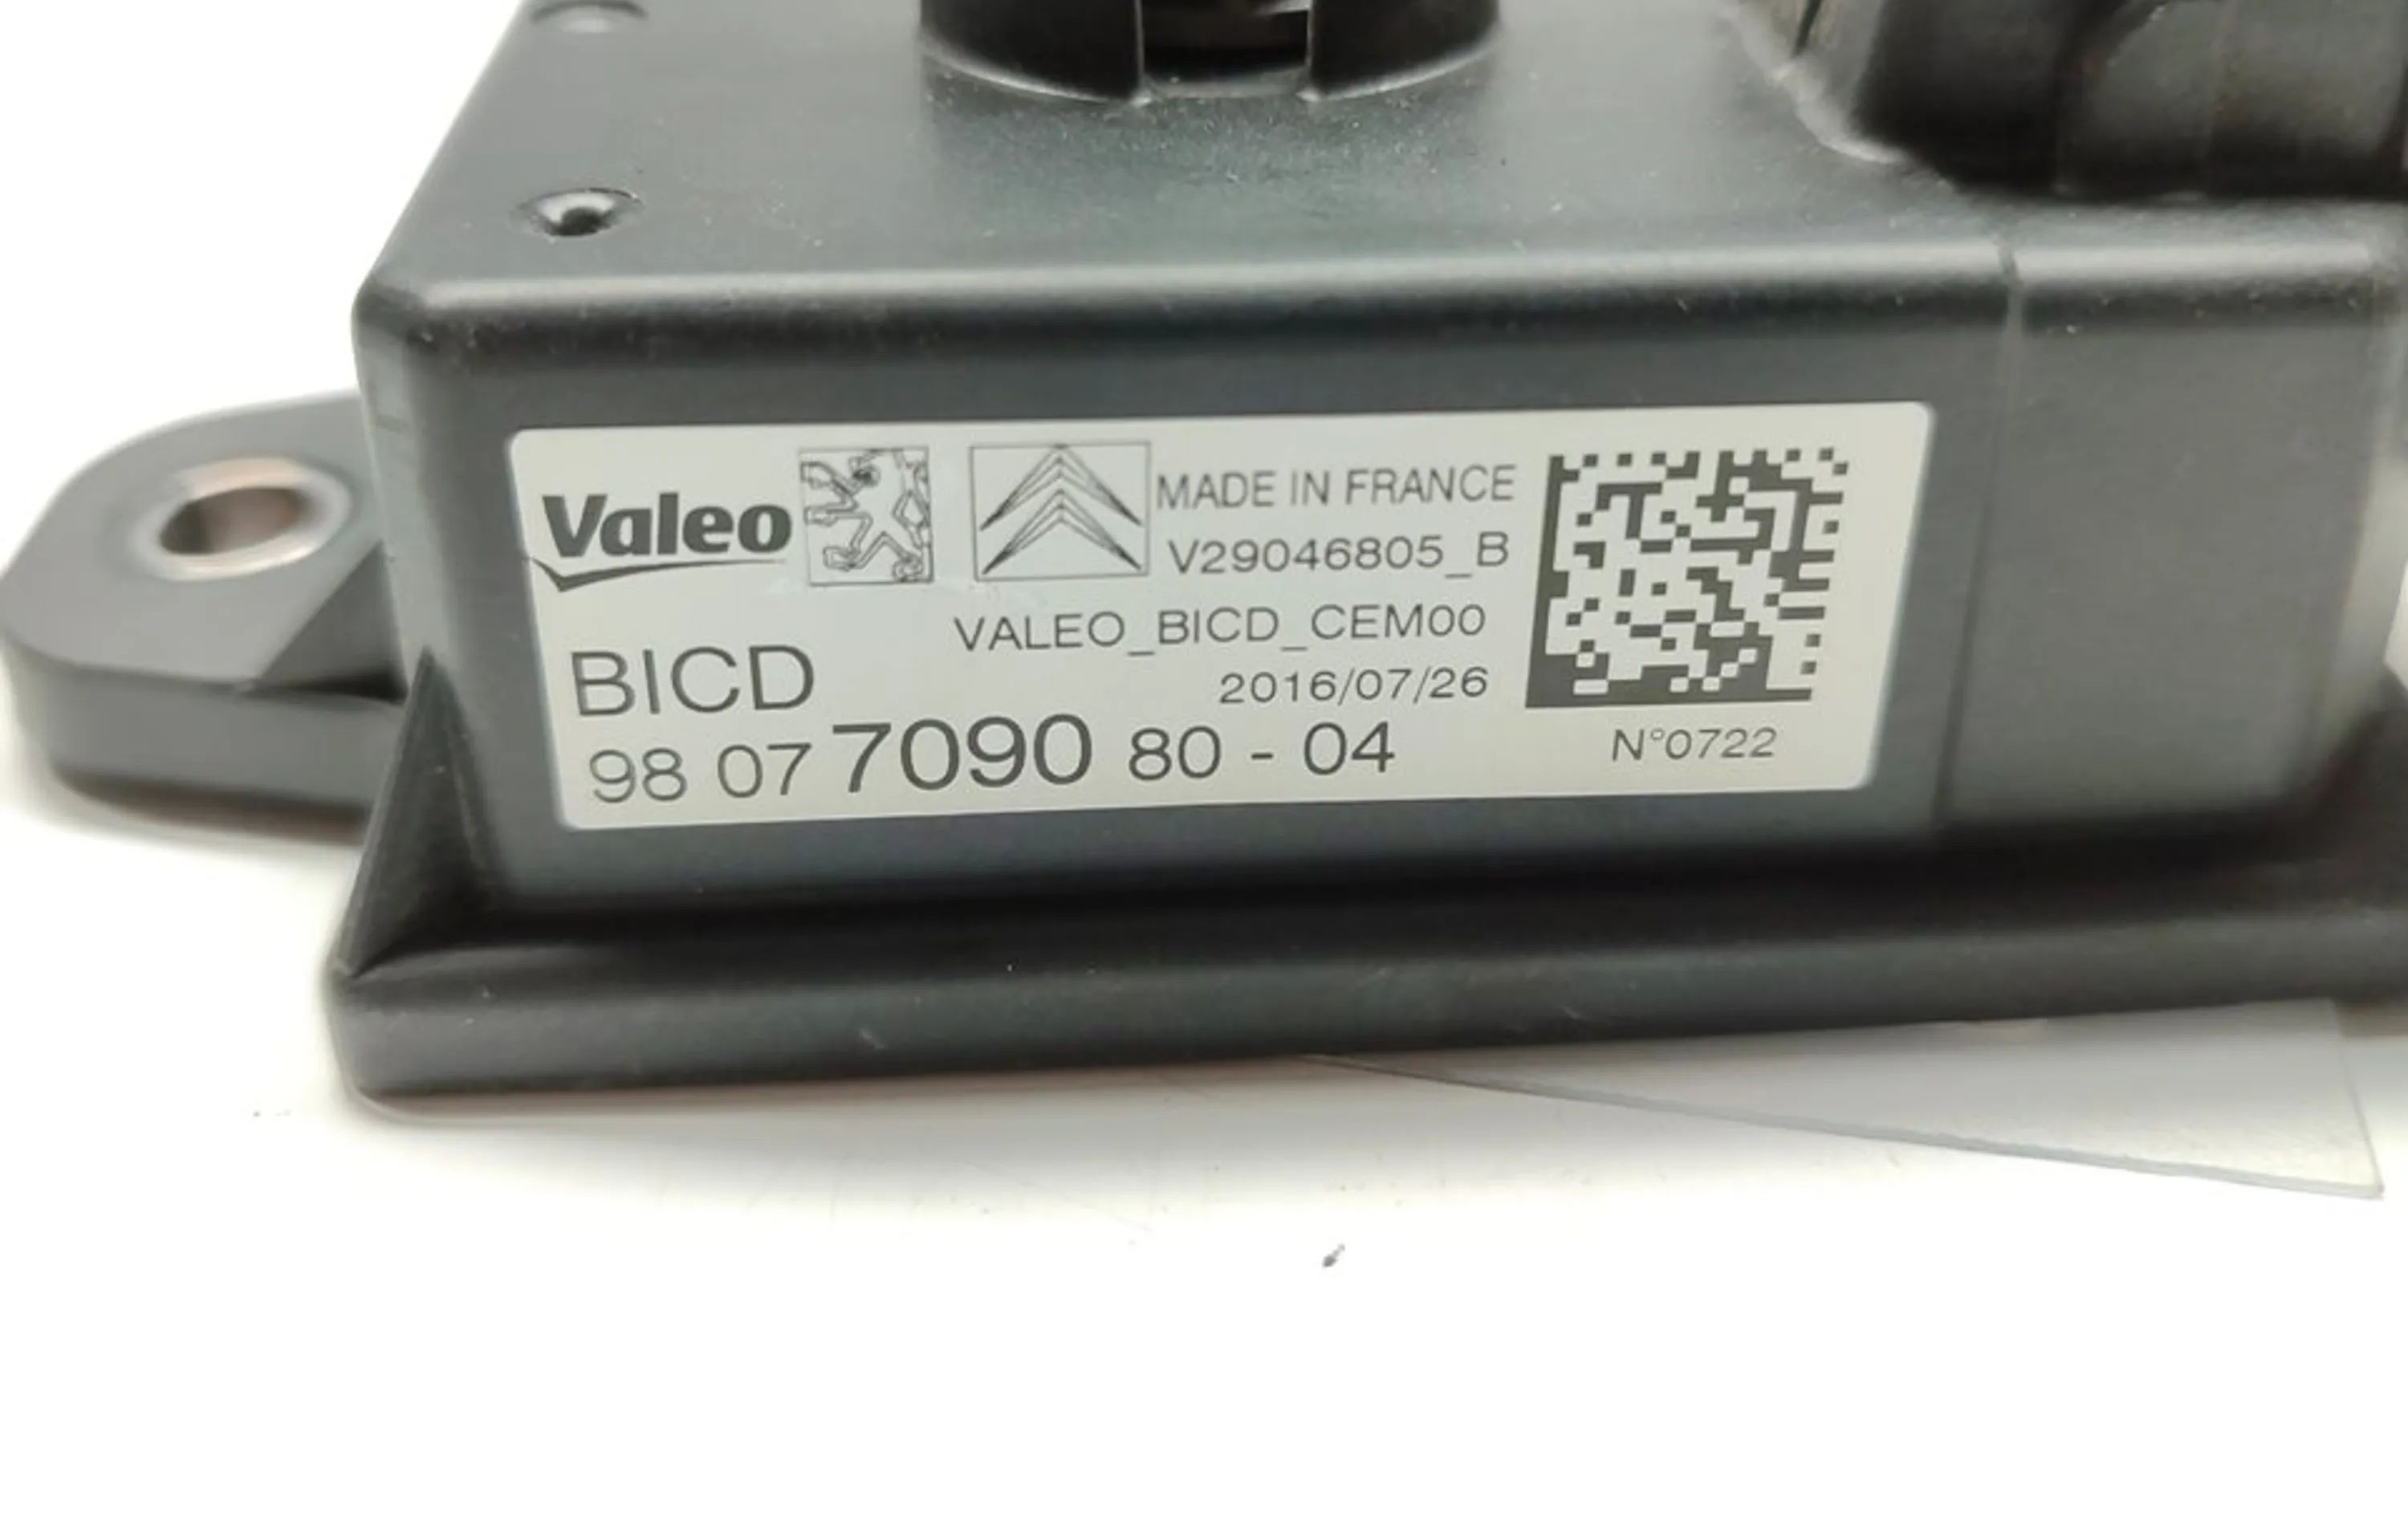 Valeo
MADE IN FRANCE
V29046805_B
VALEO_BICD_CEM00
BICD
2016/07/26
98 07 7090 80 - 04
N°0722